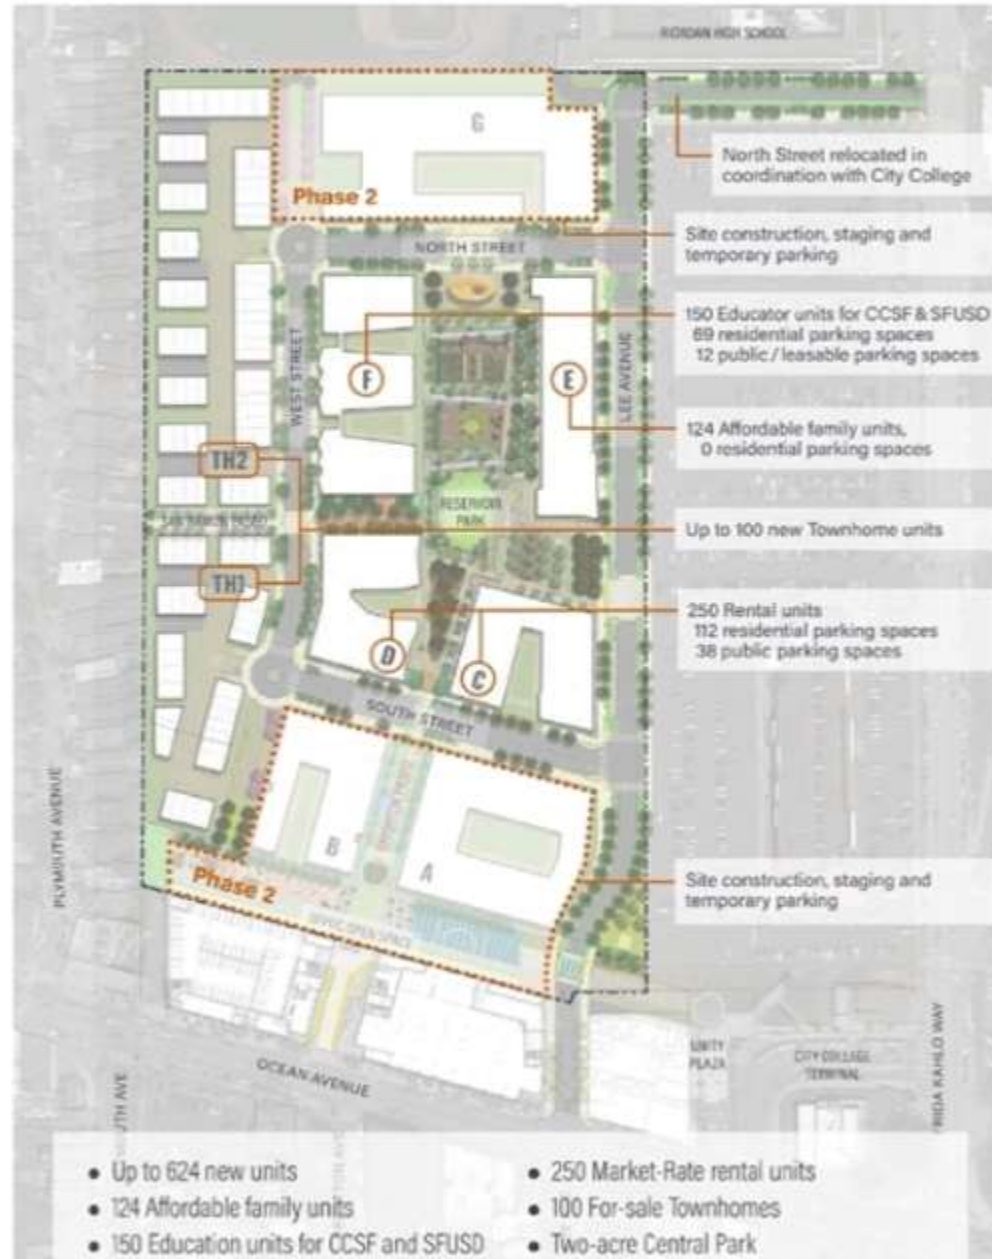 RIORDAN HIGH SCHOOL
G
North Street relocated in
coordination with City College
Phase 2
NORTH STREET
Site construction, staging and
temporary parking
150 Educator units for CCSF & SFUSD
69 residential parking spaces
12 public / leasable parking spaces
F
E
WEST STREET
LEE AVENUE
124 Affordable family units,
0 residential parking spaces
TH2
RESERVOIR
PARK
Up to 100 new Townhome units
TH1
250 Rental units
112 residential parking spaces
38 public parking spaces
D
C
SOUTH STREET
PLYMOUTH AVENUE
B
A
Phase 2
Site construction, staging and
temporary parking
OPEN SPACE
UNITY
PLAZA
CITY COLLEGE
TERMINAL
FRIDA KAHLO WAY
OCEAN AVENUE
AVE
• Up to 624 new units
• 124 Affordable family units
• 150 Education units for CCSF and SFUSD
• 250 Market-Rate rental units
• 100 For-sale Townhomes
• Two-acre Central Park